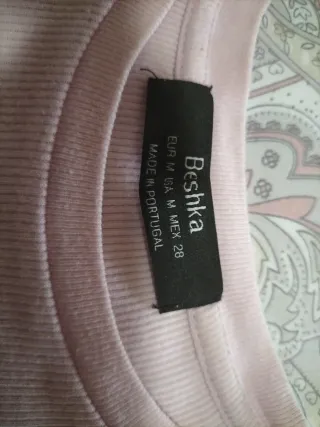 Beshka
EUR M USA M MEX 28
MADE IN PORTUGAL